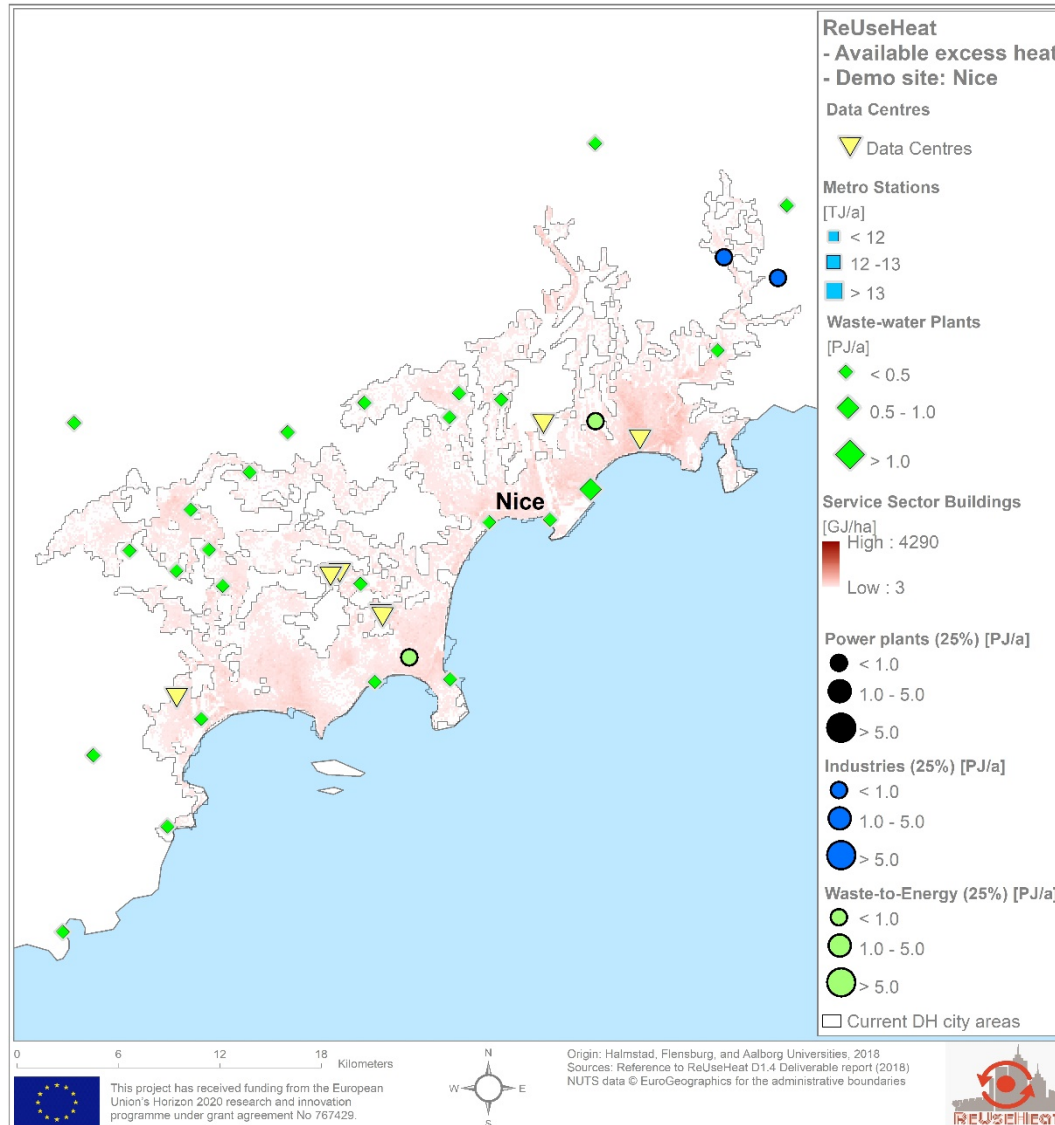 ReUseHeat
- Available excess heat
- Demo site: Nice
Data Centres
Data Centres
Metro Stations
[TJ/a]
< 12
12 -13
> 13
Waste-water Plants
[PJ/a]
< 0.5
0.5 - 1.0
> 1.0
Service Sector Buildings
[GJ/ha]
High : 4290
Low : 3
Power plants (25%) [PJ/a]
< 1.0
1.0 - 5.0
> 5.0
Industries (25%) [PJ/a]
< 1.0
1.0 - 5.0
> 5.0
Waste-to-Energy (25%) [PJ/a]
< 1.0
1.0 - 5.0
> 5.0
Current DH city areas
Nice
0 6 12 18
Kilometers
This project has received funding from the European
Union's Horizon 2020 research and innovation
programme under grant agreement No 767429.
N
W E
S
Origin: Halmstad, Flensburg, and Aalborg Universities, 2018
Sources: Reference to ReUseHeat D1.4 Deliverable report (2018)
NUTS data © EuroGeographics for the administrative boundaries
ReUseHeat